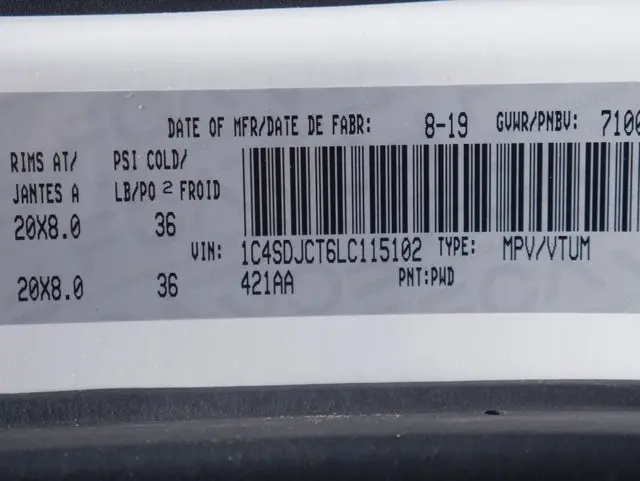 DATE OF MFR/DATE DE FABR: 8-19 GVWR/PNBV: 7100
RIMS AT/ PSI COLD/
JANTES A LB/PO 2 FROID
20X8.0 36
VIN: 1C4SDJCT6LC115102 TYPE: MPV/VTUM
20X8.0 36 421AA PNT:PWD